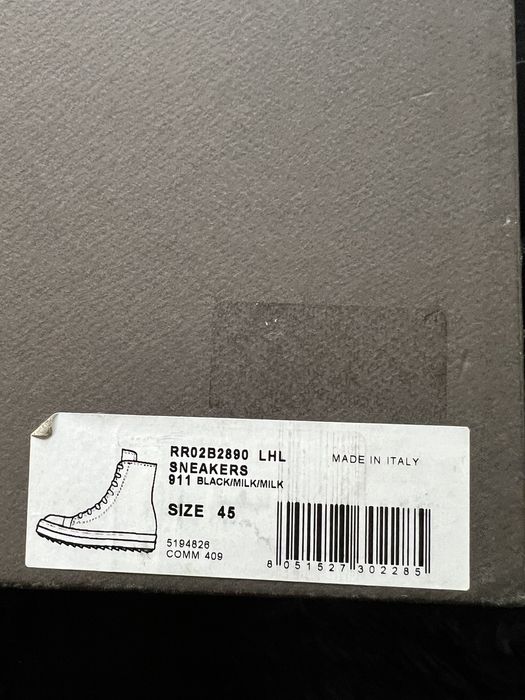 RR02B2890 LHL
SNEAKERS
911 BLACK/MILK/MILK
MADE IN ITALY
SIZE 45
5194826
COMM 409
8 051527 302285